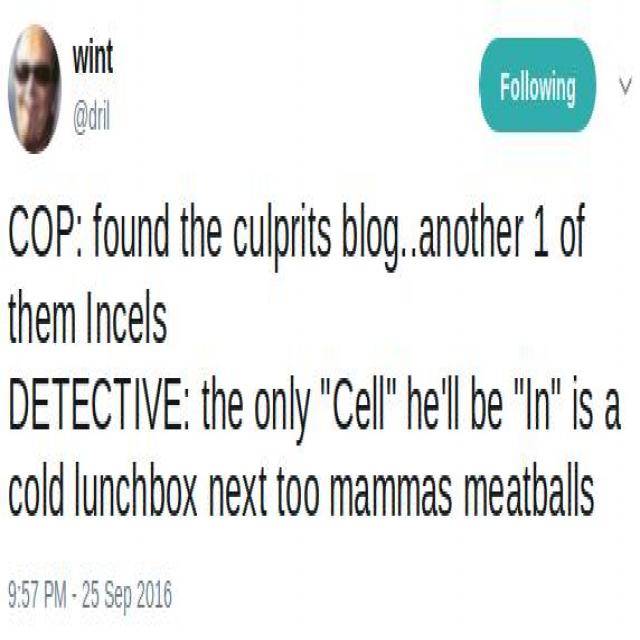 wint
@dril
Following
COP: found the culprits blog..another 1 of
them Incels
DETECTIVE: the only "Cell" he'll be "In" is a
cold lunchbox next too mammas meatballs
9:57 PM - 25 Sep 2016